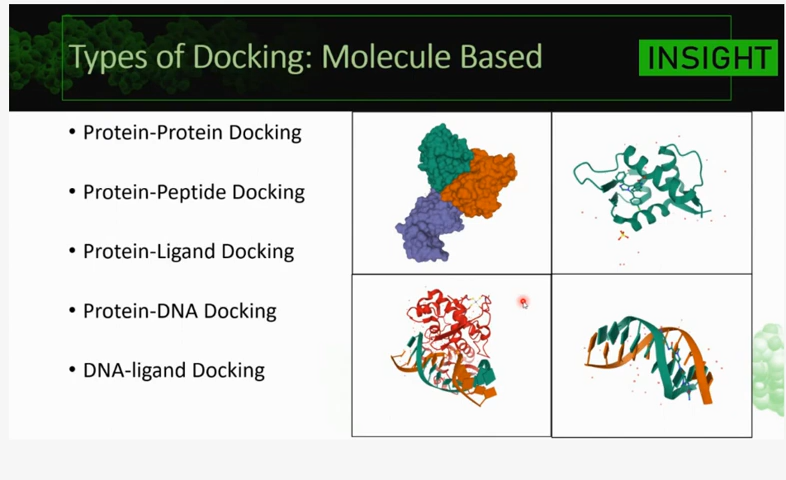 Types of Docking: Molecule Based
INSIGHT
• Protein-Protein Docking
• Protein-Peptide Docking
• Protein-Ligand Docking
• Protein-DNA Docking
• DNA-ligand Docking